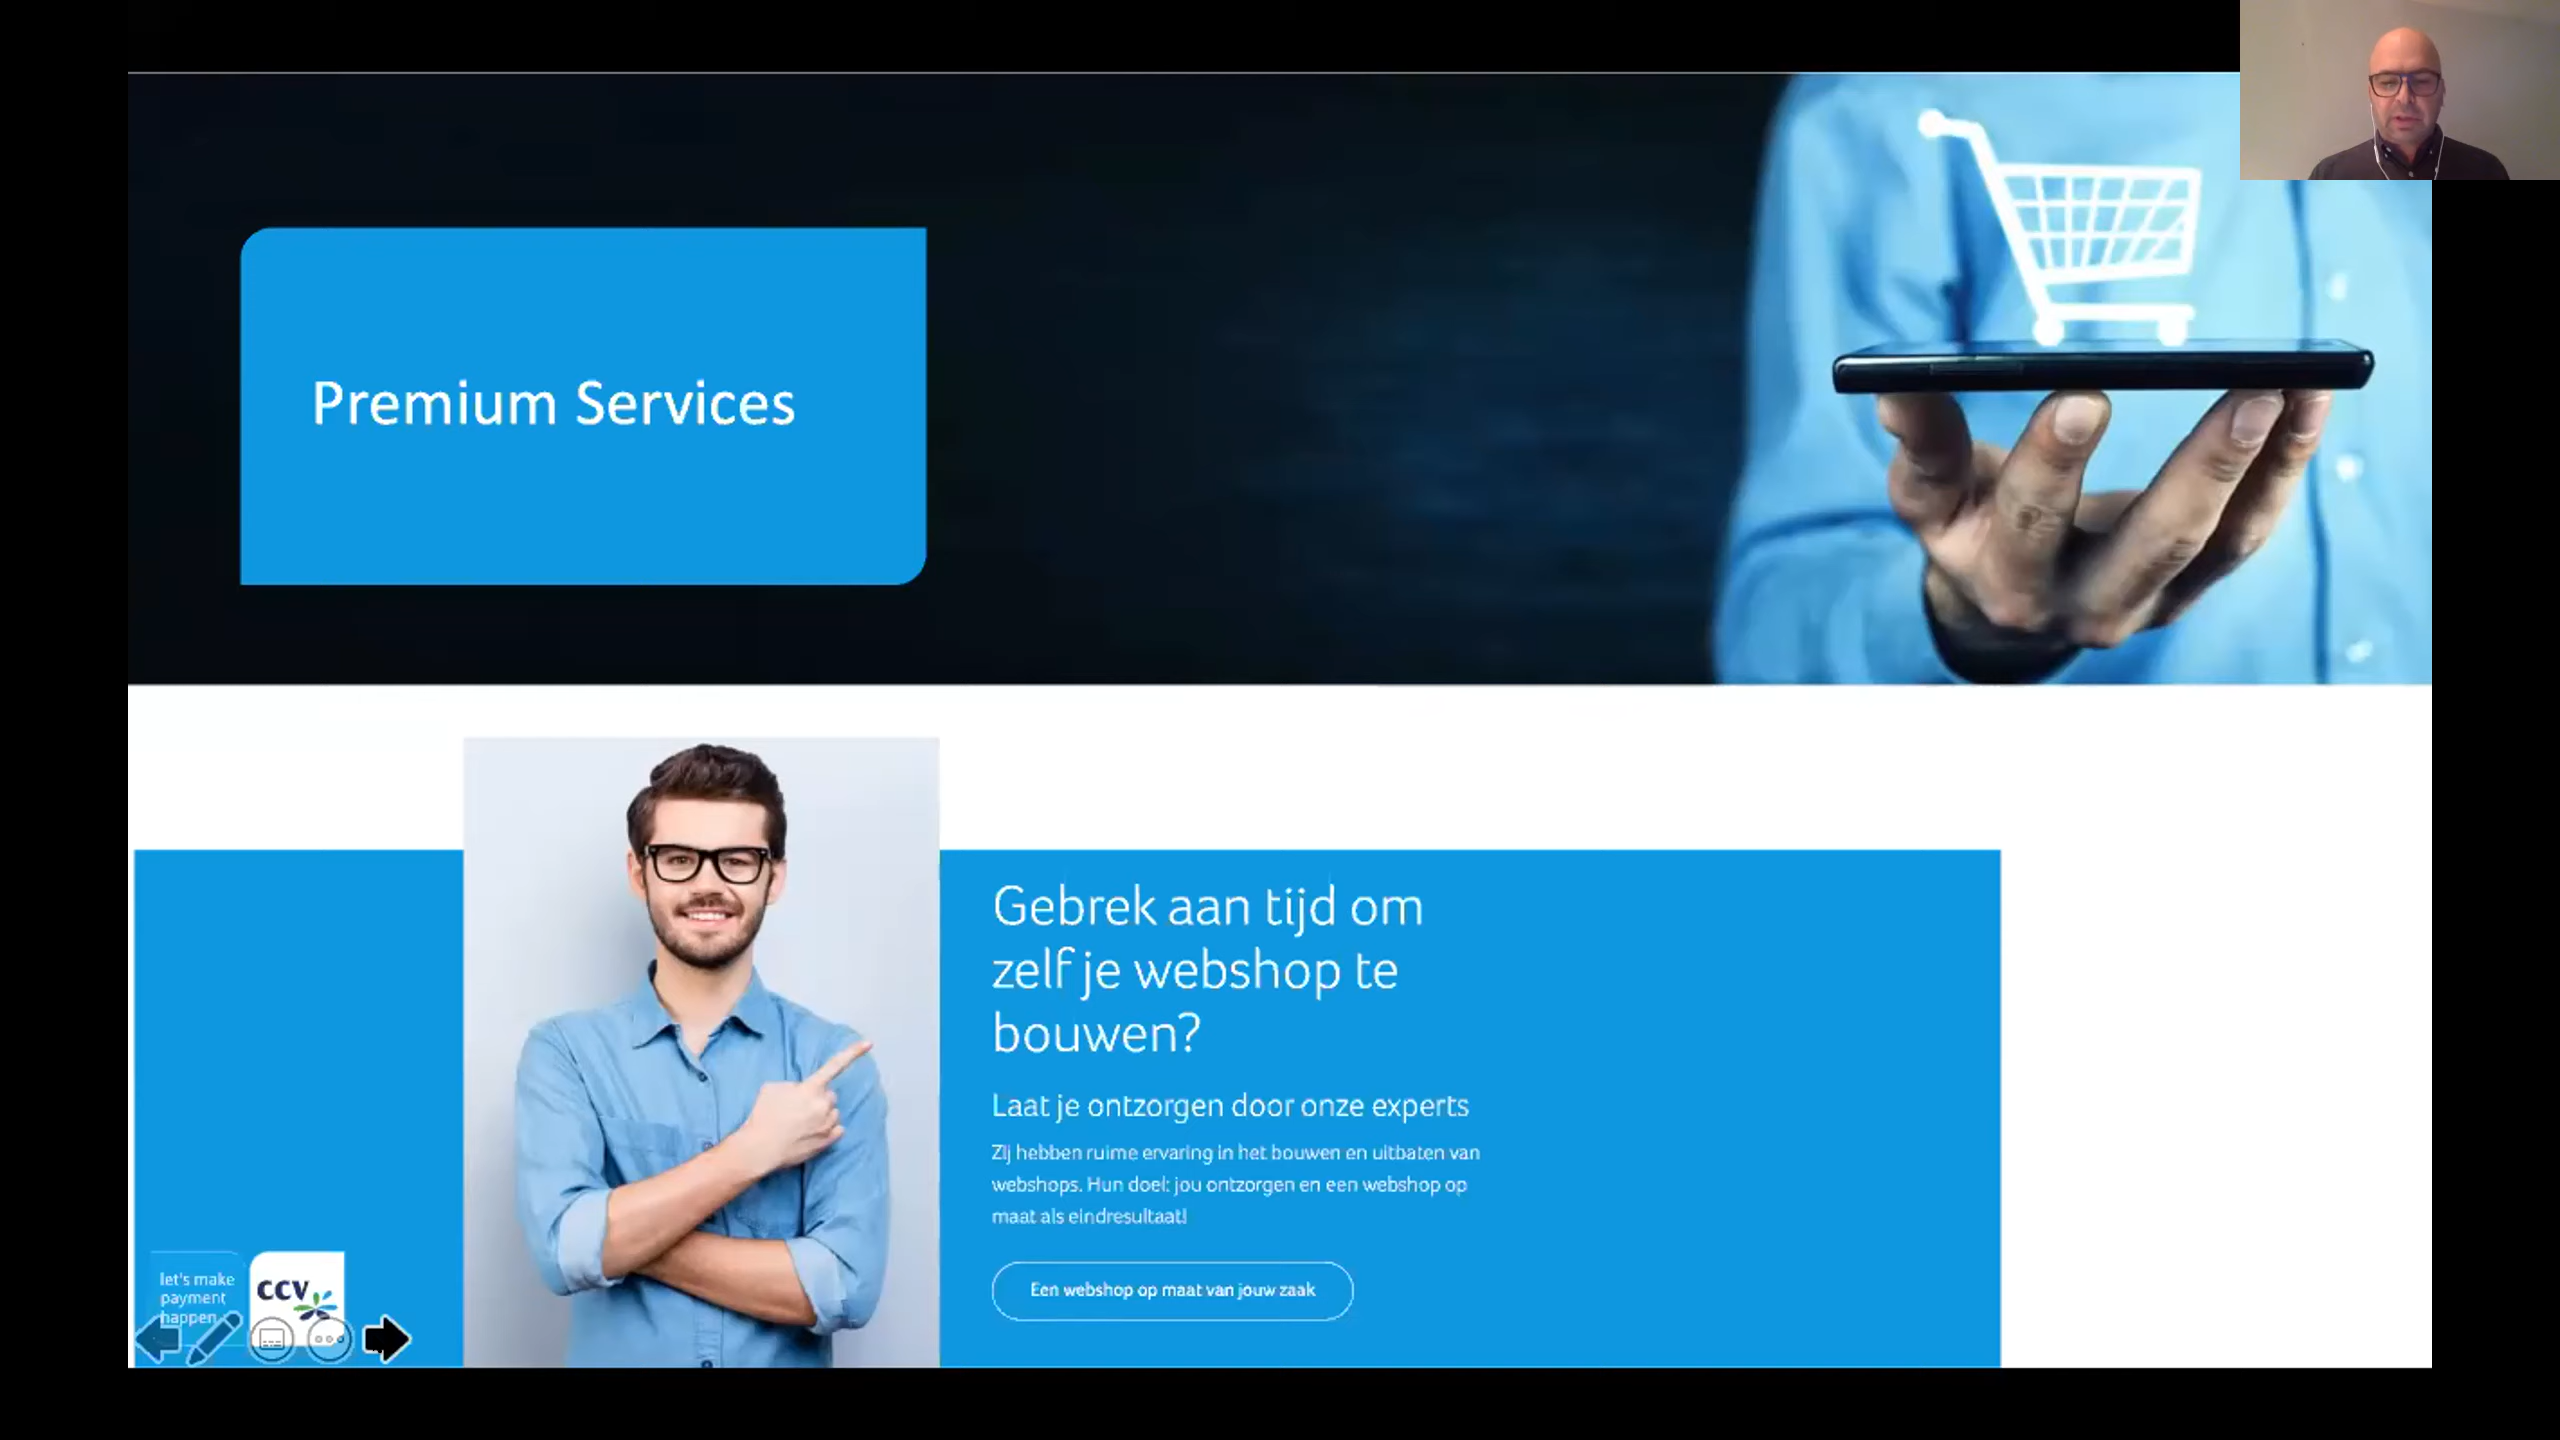 Premium Services
Gebrek aan tijd om
zelf je webshop te
bouwen?
Laat je ontzorgen door onze experts
Zij hebben ruime ervaring in het bouwen en uitbaten van
webshops. Hun doel: jou ontzorgen en een webshop op
maat als eindresultaat!
Een webshop op maat van jouw zaak
let's make
payment
happen
CCV